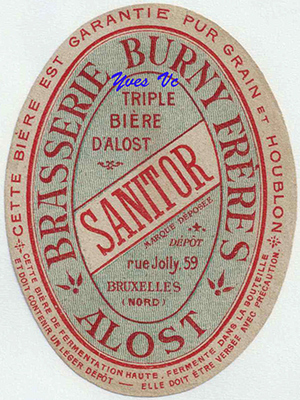 CETTE BIÈRE EST GARANTIE PUR GRAIN ET HOUBLON
BRASSERIE BURNY FRÈRES
Yves Vc
TRIPLE
BIÈRE
D'ALOST
SANITOR
MARQUE DÉPOSÉE
DÉPÔT
rue Jolly, 59
BRUXELLES
(NORD)
ALOST
CETTE BIÈRE DE FERMENTATION HAUTE, FERMENTE DANS LA BOUTEILLE
ET DOIT CONTENIR UN LÉGER DÉPÔT — ELLE DOIT ÊTRE VERSÉE AVEC PRÉCAUTION.